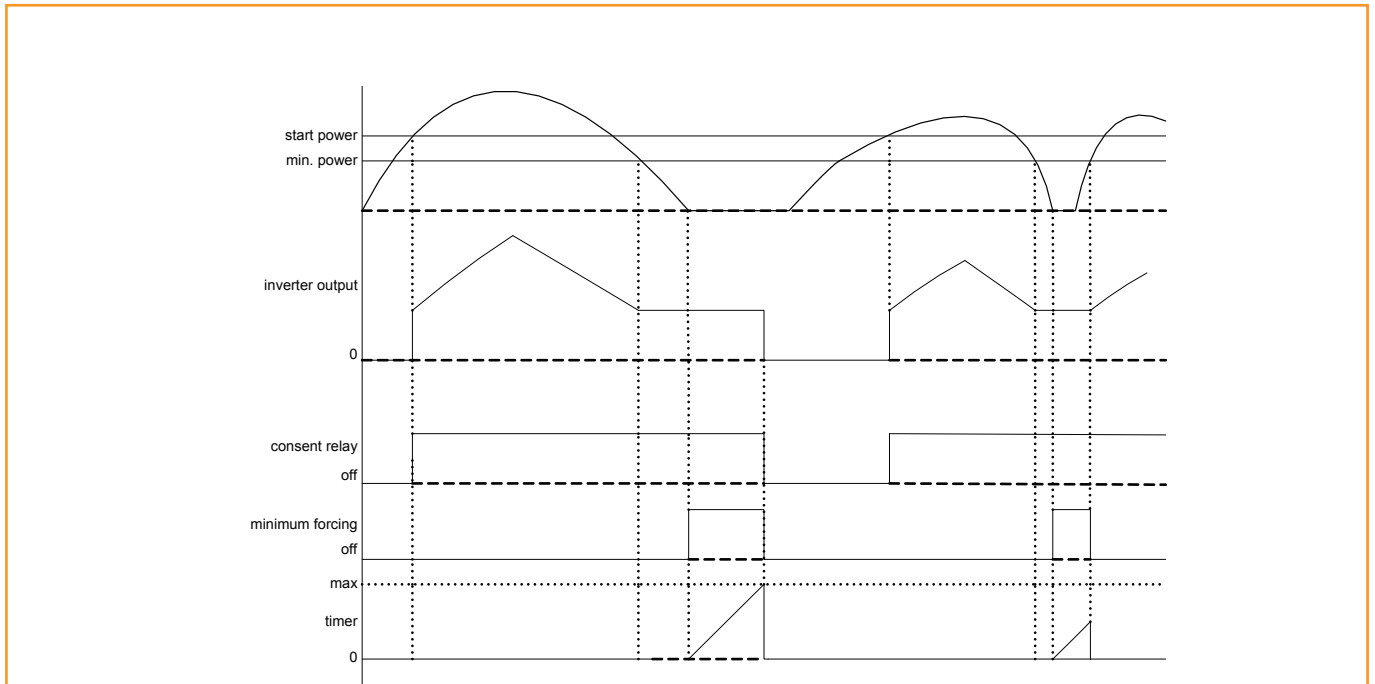 start power
min. power
inverter output
0
consent relay
off
minimum forcing
off
max
timer
0